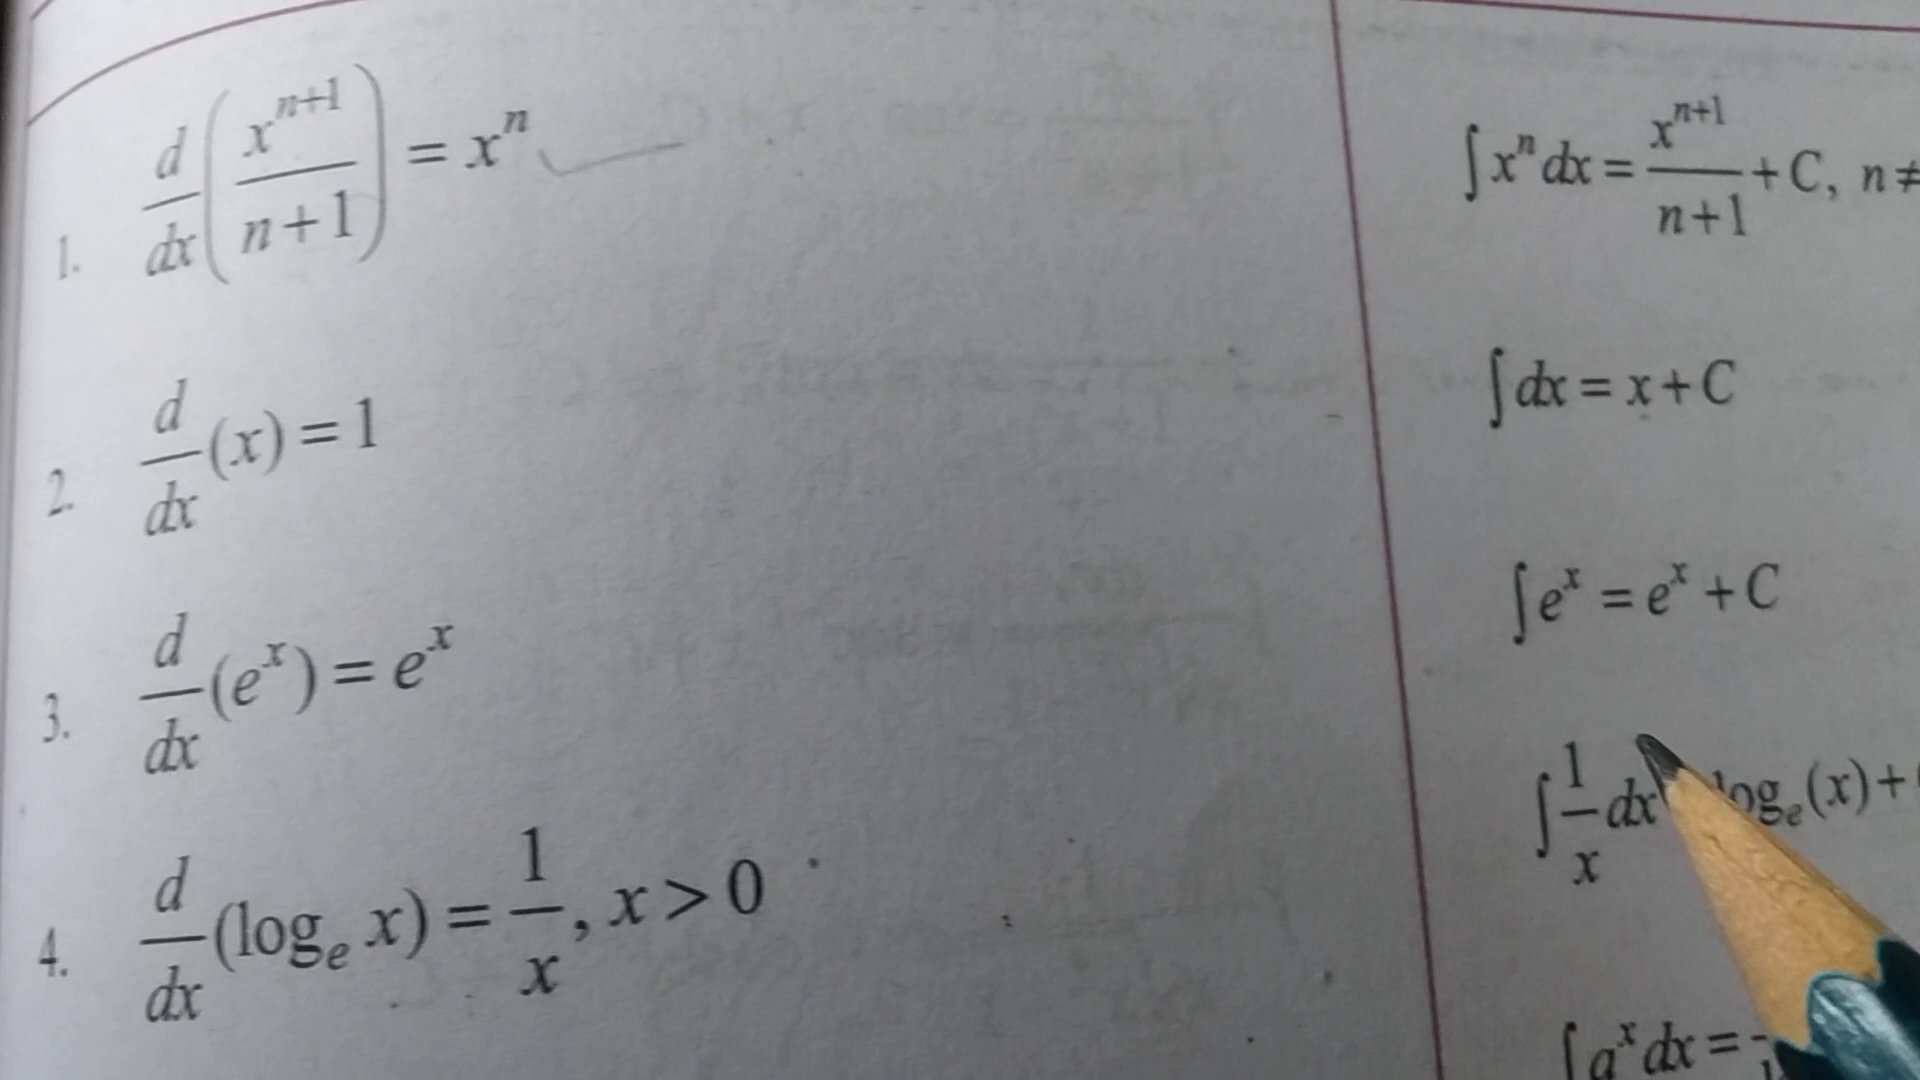 1. d/dx (x^{n+1}/(n+1)) = x^n
∫x^n dx = x^{n+1}/(n+1) + C, n ≠
2. d/dx (x) = 1
∫dx = x + C
3. d/dx (e^x) = e^x
∫e^x = e^x + C
4. d/dx (log_e x) = 1/x, x > 0
∫1/x dx log_e(x) +
∫a^x dx =